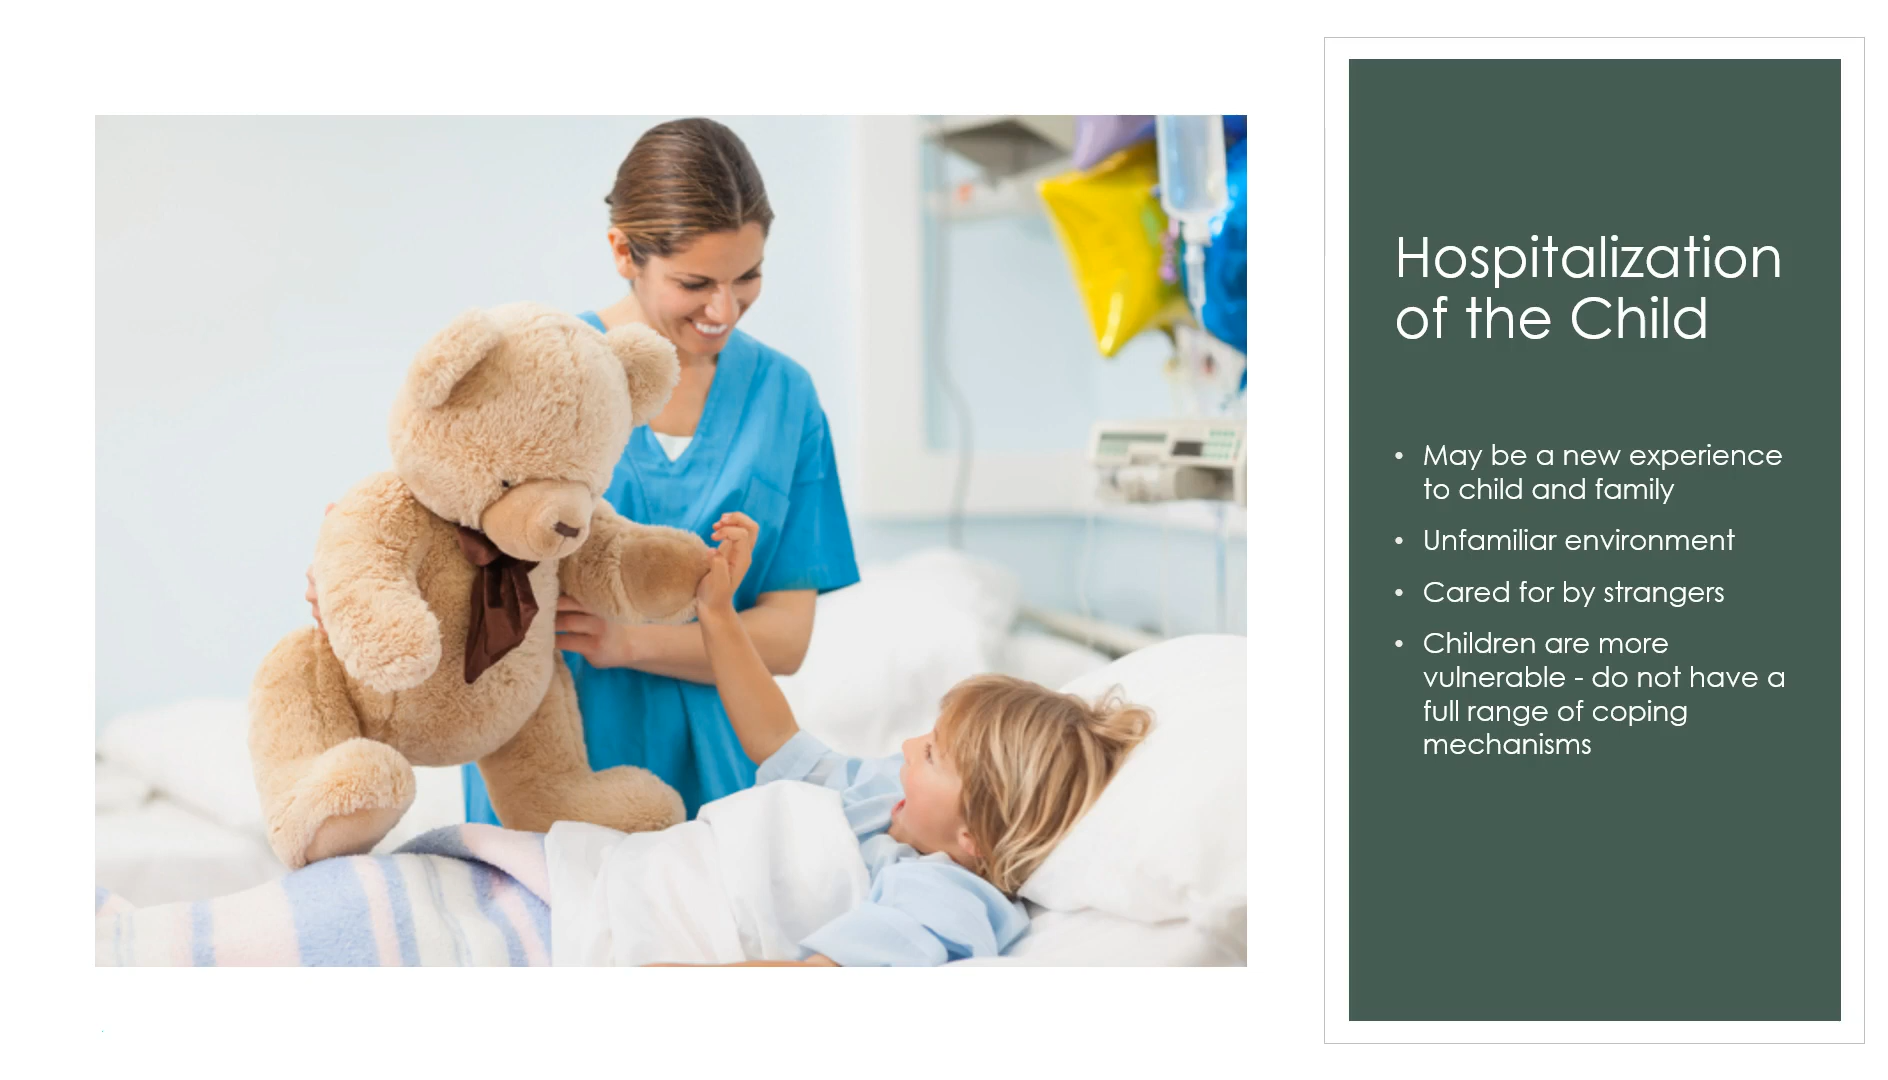 Hospitalization
of the Child
• May be a new experience
to child and family
• Unfamiliar environment
• Cared for by strangers
• Children are more
vulnerable - do not have a
full range of coping
mechanisms